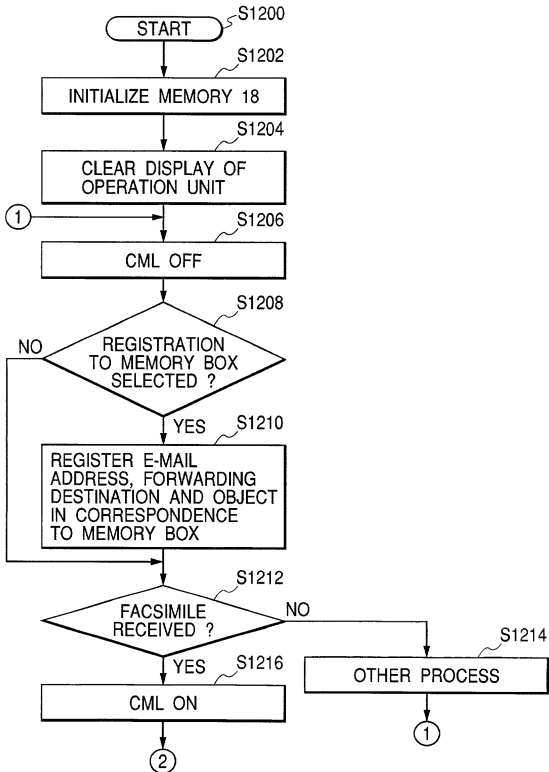 START
S1200
S1202
INITIALIZE MEMORY 18
S1204
CLEAR DISPLAY OF
OPERATION UNIT
1
S1206
CML OFF
S1208
NO
REGISTRATION
TO MEMORY BOX
SELECTED ?
YES
S1210
REGISTER E-MAIL
ADDRESS, FORWARDING
DESTINATION AND OBJECT
IN CORRESPONDENCE
TO MEMORY BOX
S1212
FACSIMILE
RECEIVED ?
NO
YES
S1214
OTHER PROCESS
1
S1216
CML ON
2